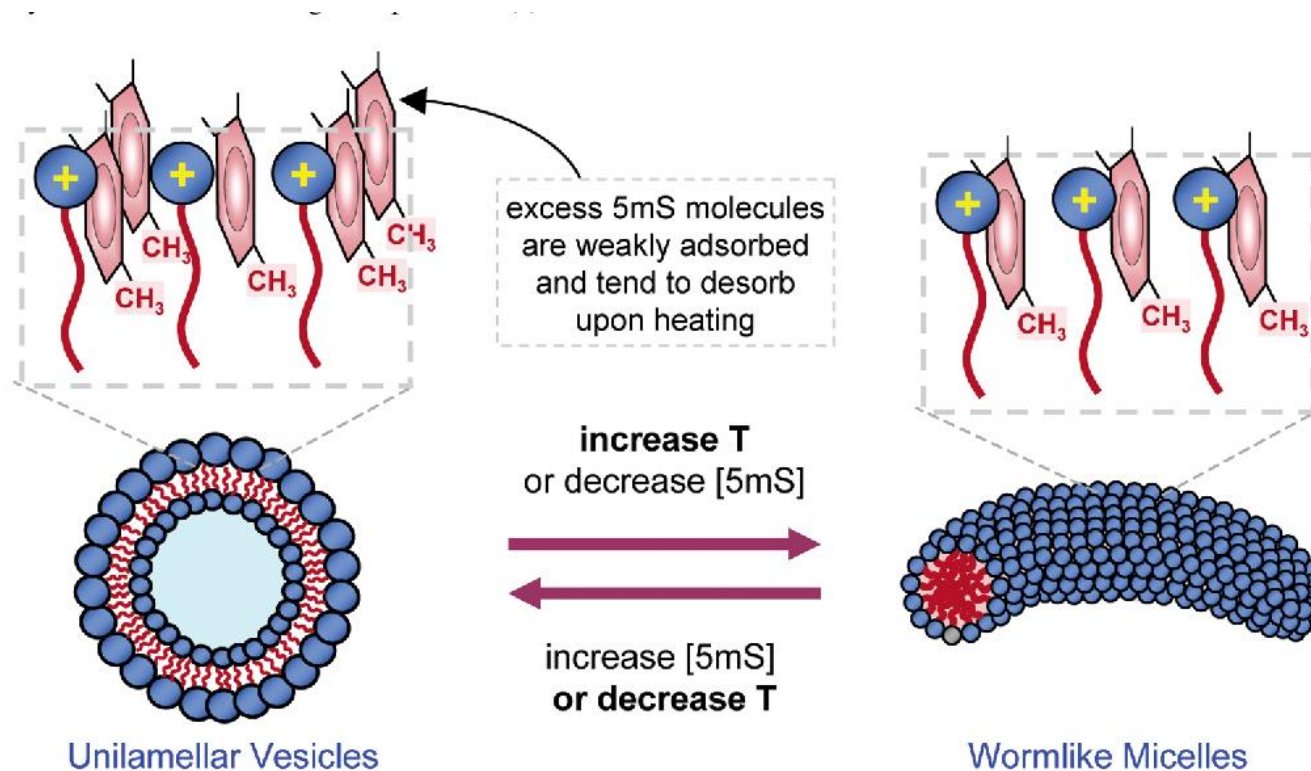 +
+
+
CH₃
CH₃
CH₃
CH₃
CH₃
excess 5mS molecules
are weakly adsorbed
and tend to desorb
upon heating
+
+
+
CH₃
CH₃
CH₃
increase T
or decrease [5mS]
increase [5mS]
or decrease T
Unilamellar Vesicles
Wormlike Micelles